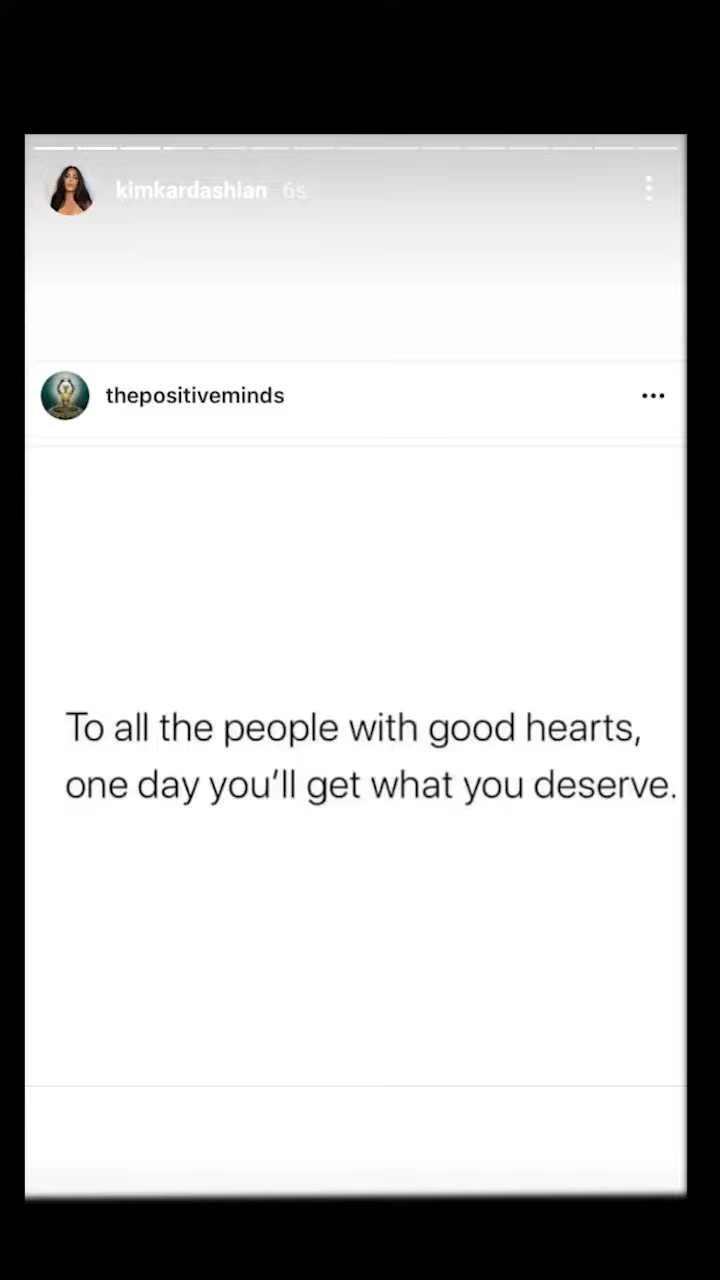 kimkardashian 6s
thepositiveminds
To all the people with good hearts,
one day you'll get what you deserve.